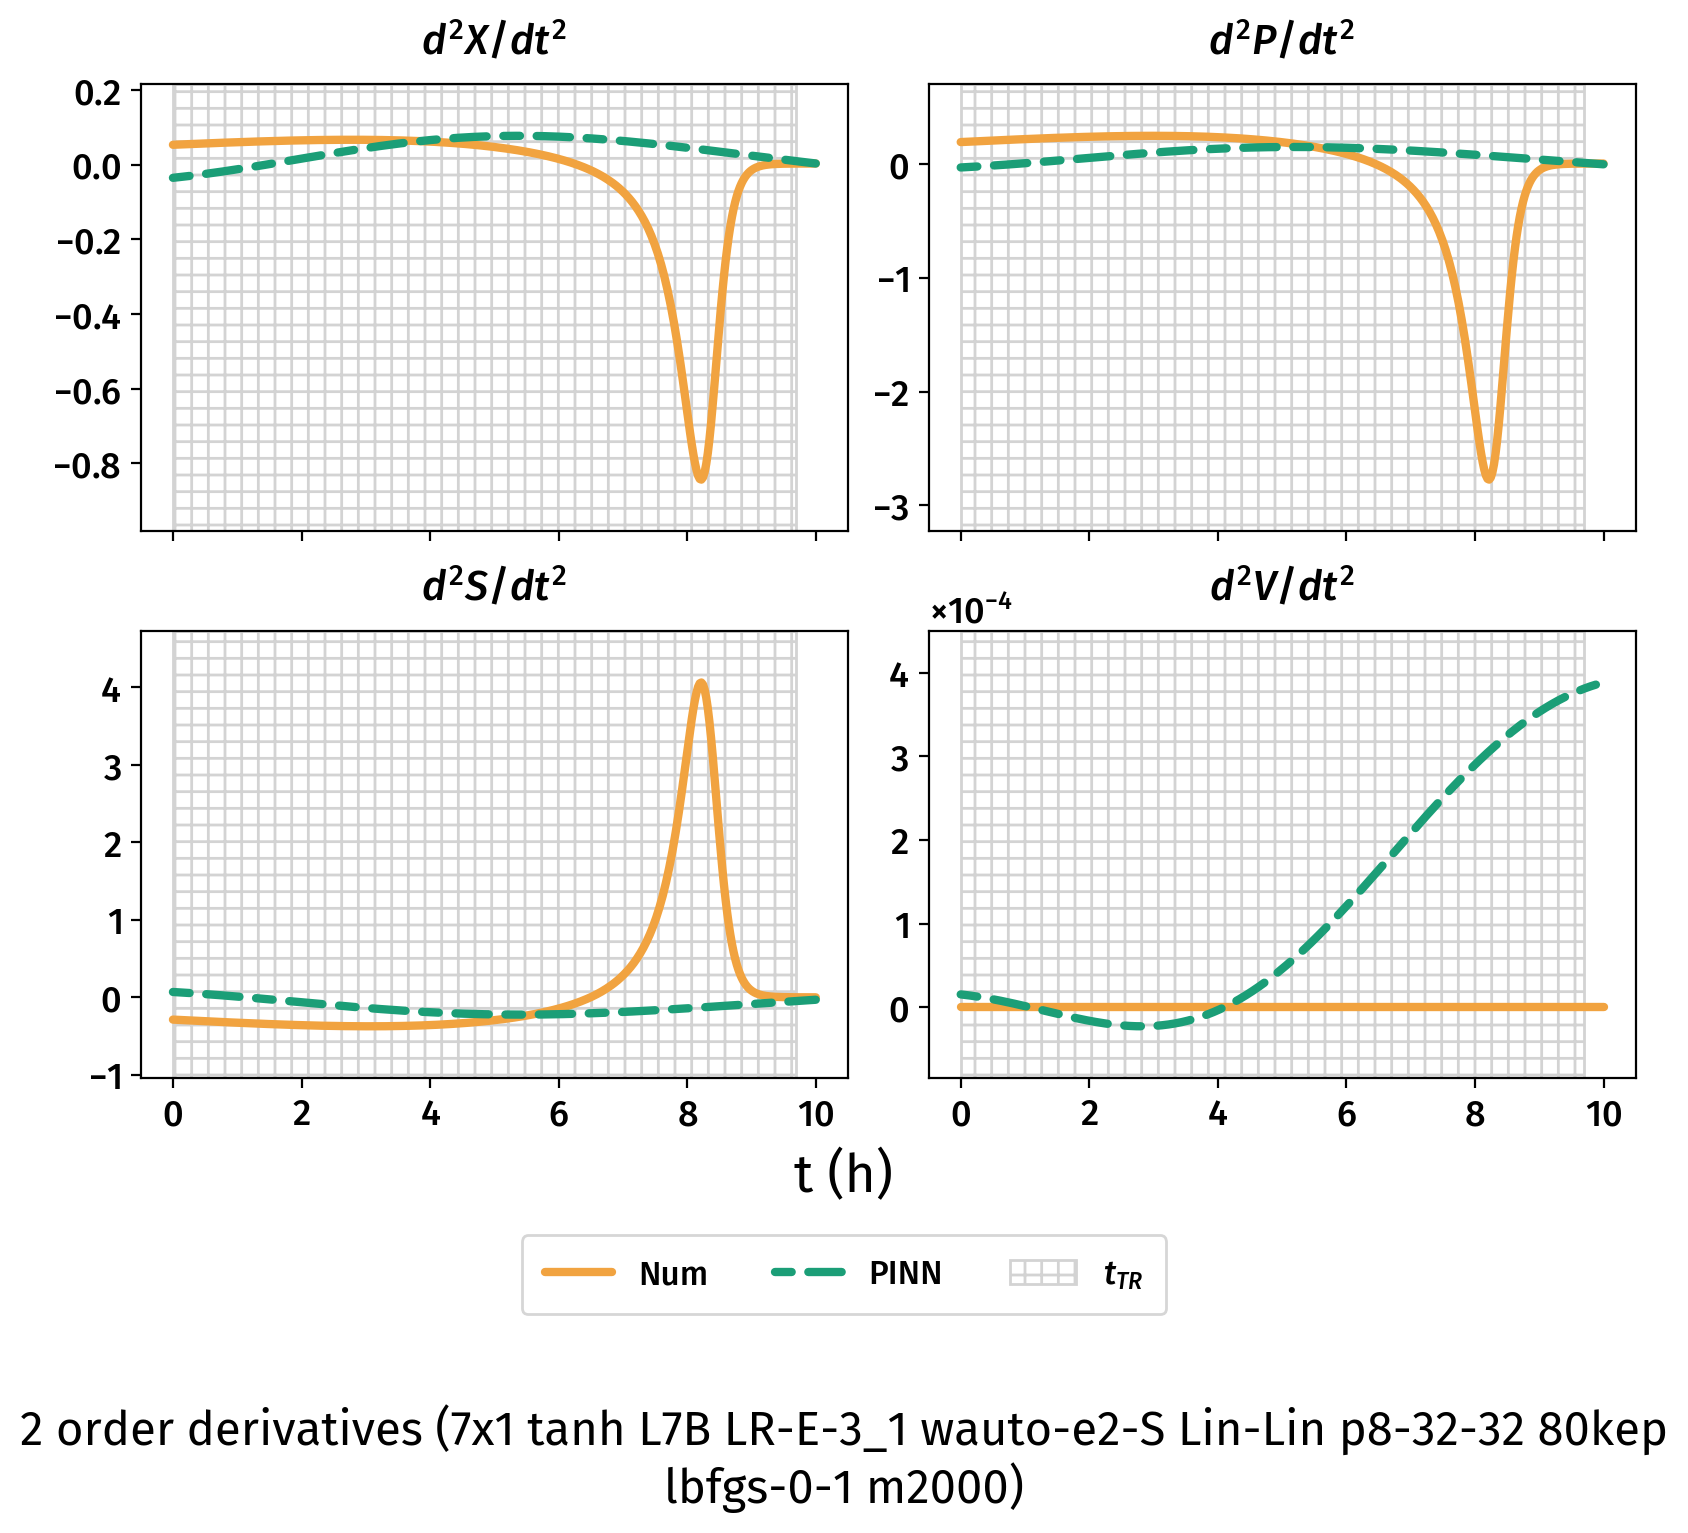 d²X/dt²
d²P/dt²
0.2
0.0
−0.2
−0.4
−0.6
−0.8
0
−1
−2
−3
d²S/dt²
d²V/dt²
×10⁻⁴
4
3
2
1
0
−1
4
3
2
1
0
0 2 4 6 8 10
0 2 4 6 8 10
t (h)
Num PINN t_TR
2 order derivatives (7x1 tanh L7B LR-E-3_1 wauto-e2-S Lin-Lin p8-32-32 80kep
lbfgs-0-1 m2000)